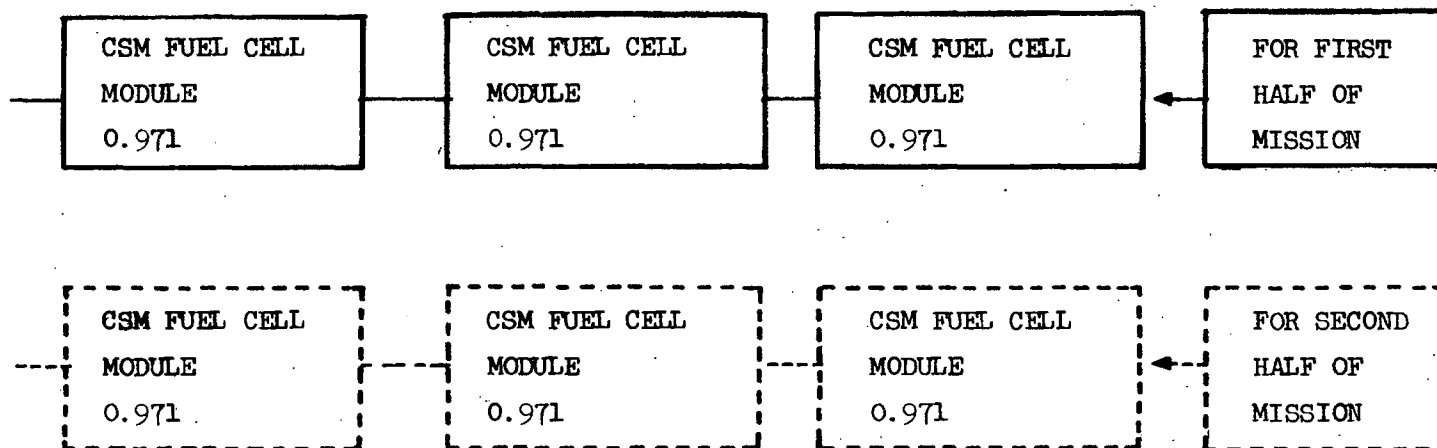 CSM FUEL CELL
MODULE
0.971
CSM FUEL CELL
MODULE
0.971
CSM FUEL CELL
MODULE
0.971
FOR FIRST
HALF OF
MISSION
CSM FUEL CELL
MODULE
0.971
CSM FUEL CELL
MODULE
0.971
CSM FUEL CELL
MODULE
0.971
FOR SECOND
HALF OF
MISSION